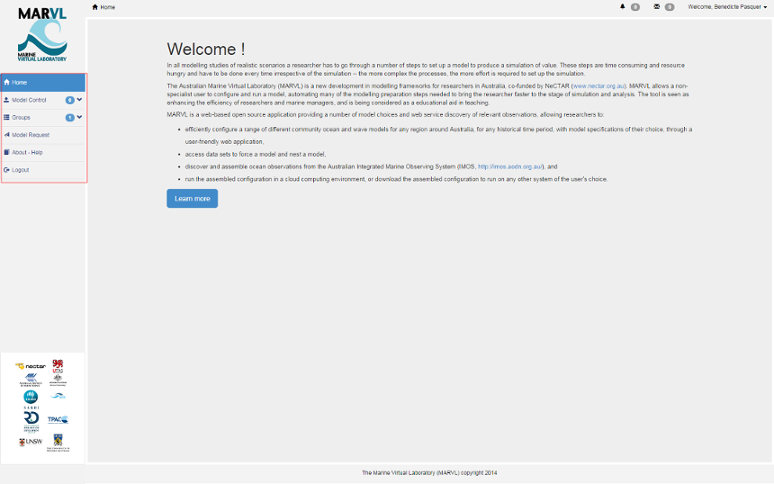 MARVL
MARINE
VIRTUAL LABORATORY
Home
0
0
Welcome, Benedicte Pasquer
Home
Model Control
0
Groups
1
Model Request
About - Help
Logout
Welcome !
In all modelling studies of realistic scenarios a researcher has to go through a number of steps to set up a model to produce a simulation of value. These steps are time consuming and resource
hungry and have to be done every time irrespective of the simulation – the more complex the processes, the more effort is required to set up the simulation.
The Australian Marine Virtual Laboratory (MARVL) is a new development in modelling frameworks for researchers in Australia, co-funded by NeCTAR (www.nectar.org.au). MARVL allows a non-
specialist user to configure and run a model, automating many of the modelling preparation steps needed to bring the researcher faster to the stage of simulation and analysis. The tool is seen as
enhancing the efficiency of researchers and marine managers, and is being considered as a educational aid in teaching.
MARVL is a web-based open source application providing a number of model choices and web service discovery of relevant observations, allowing researchers to:
• efficiently configure a range of different community ocean and wave models for any region around Australia, for any historical time period, with model specifications of their choice, through a
user-friendly web application,
• access data sets to force a model and nest a model,
• discover and assemble ocean observations from the Australian Integrated Marine Observing System (IMOS, http://imos.aodn.org.au/), and
• run the assembled configuration in a cloud computing environment, or download the assembled configuration to run on any other system of the user's choice.
Learn more
nectar
TPAC
UNSW
The Marine Virtual Laboratory (MARVL) copyright 2014